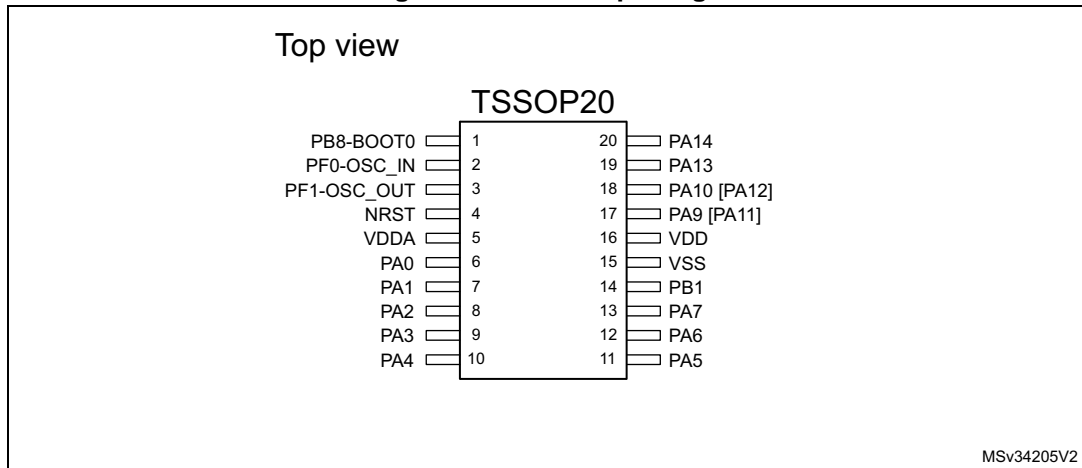 Top view
TSSOP20
PB8-BOOT0 1 20 PA14
PF0-OSC_IN 2 19 PA13
PF1-OSC_OUT 3 18 PA10 [PA12]
NRST 4 17 PA9 [PA11]
VDDA 5 16 VDD
PA0 6 15 VSS
PA1 7 14 PB1
PA2 8 13 PA7
PA3 9 12 PA6
PA4 10 11 PA5
MSv34205V2